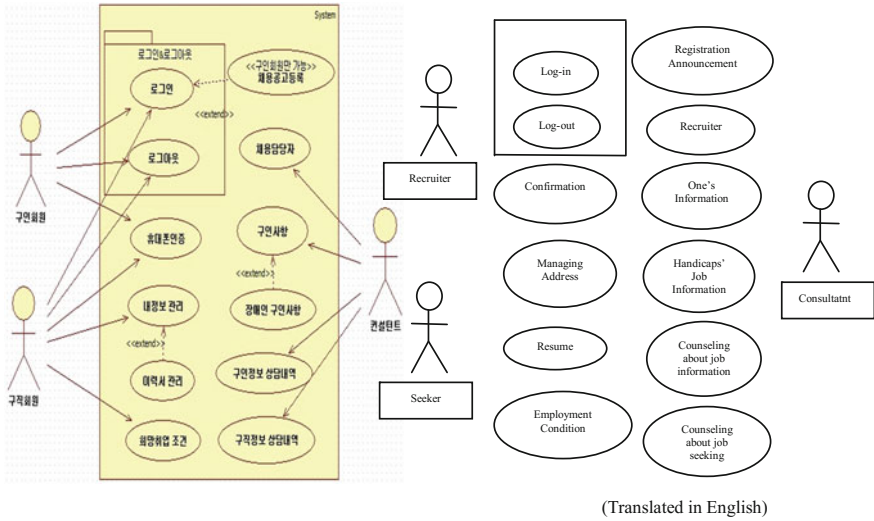 System
로그인&로그아웃
로그인
<<구인회원만 가능>>
채용공고등록
<<extend>>
로그아웃
채용담당자
구인회원
휴대폰인증
구인사항
<<extend>>
컨설턴트
내정보 관리
장애인 구인사항
<<extend>>
구직회원
이력서 관리
구인정보 상담내역
희망취업 조건
구직정보 상담내역
Log-in
Registration
Announcement
Log-out
Recruiter
Recruiter
Confirmation
One's
Information
Managing
Address
Handicaps'
Job
Information
Consultatnt
Resume
Counseling
about job
information
Seeker
Employment
Condition
Counseling
about job
seeking
(Translated in English)